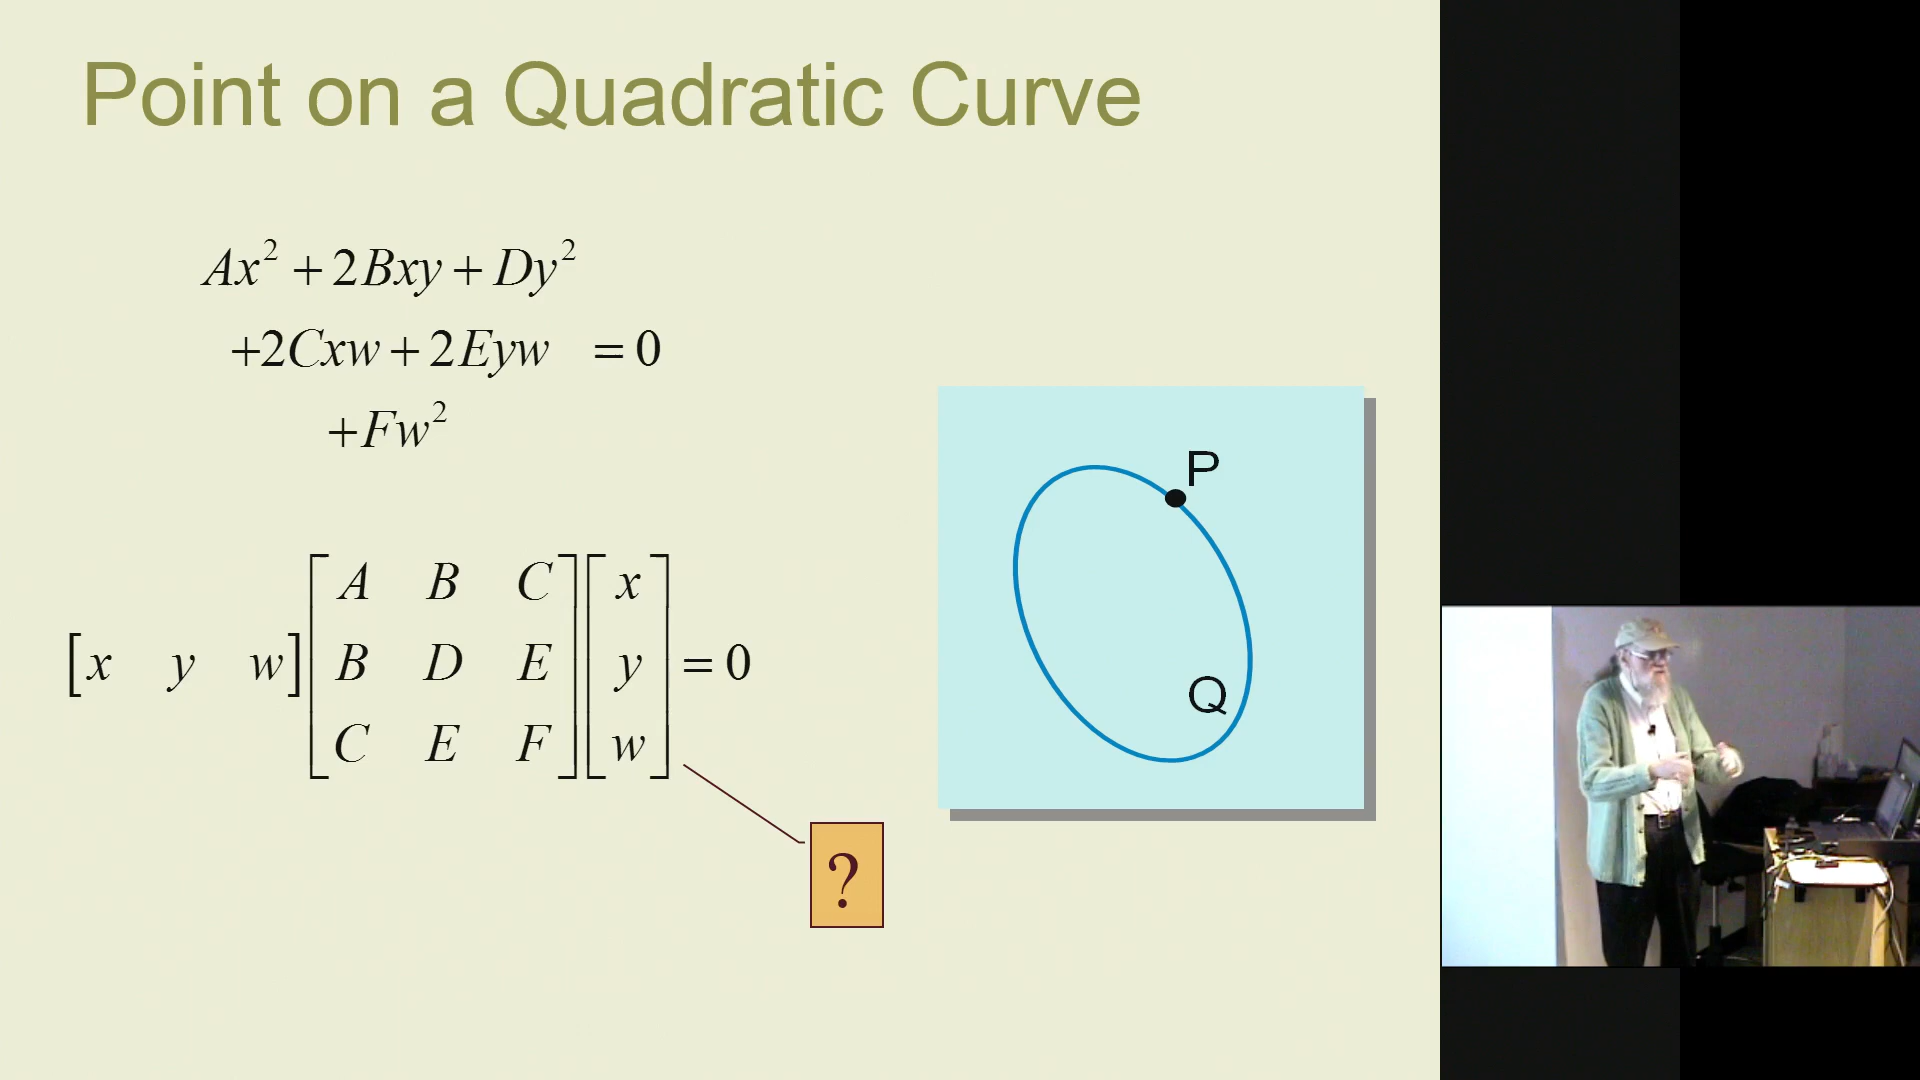 Point on a Quadratic Curve
Ax² + 2Bxy + Dy²
+2Cxw + 2Eyw = 0
+Fw²
[x y w] [A B C] [x]
[B D E] [y] = 0
[C E F] [w]
?
P
Q